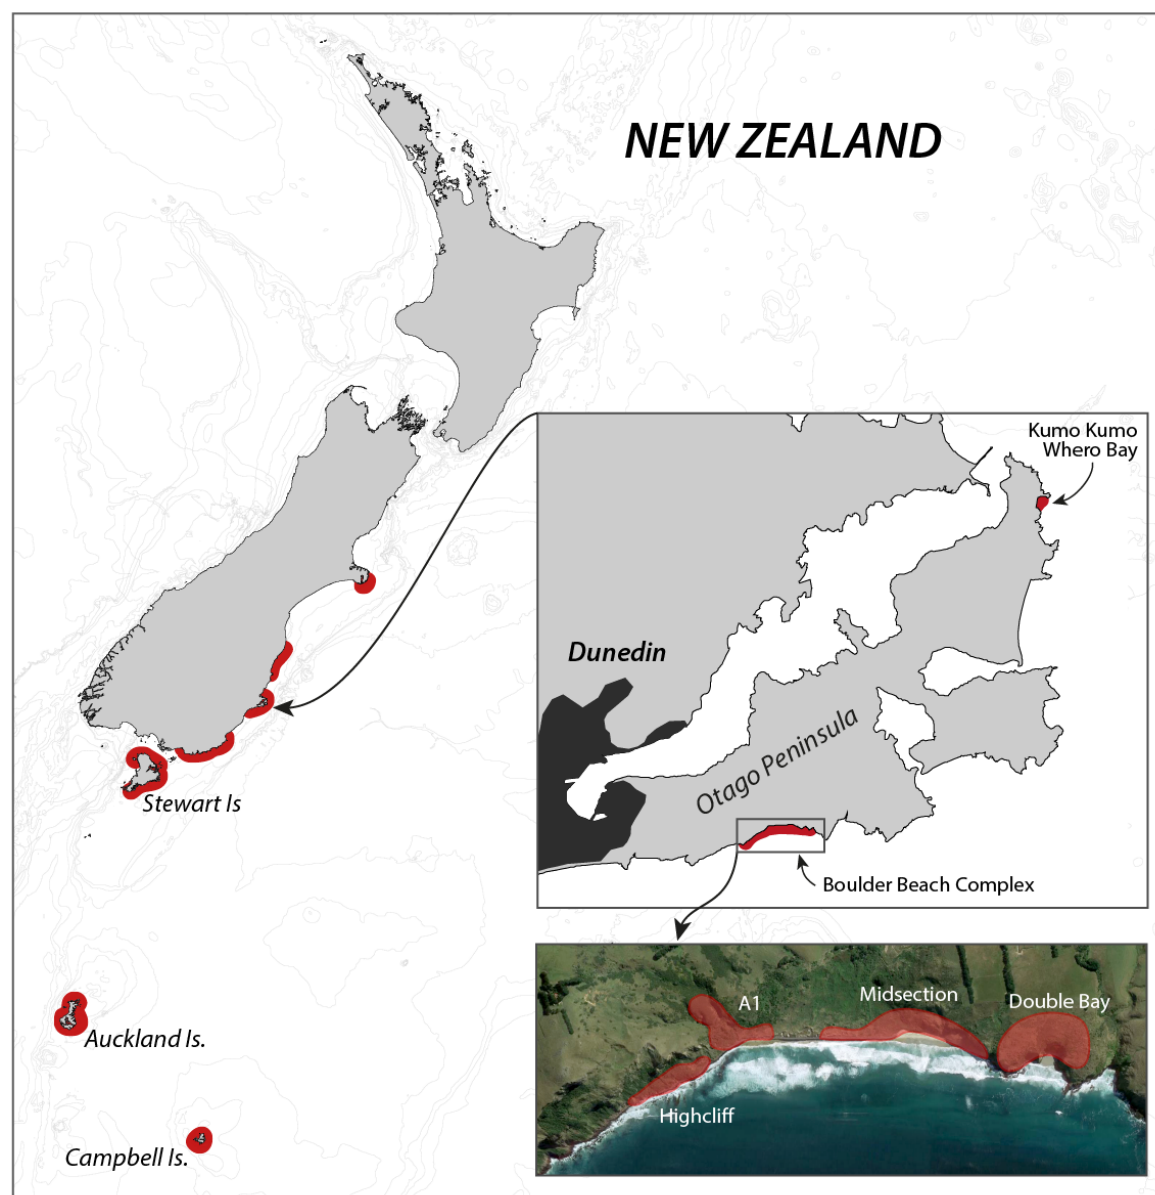 NEW ZEALAND
Kumo Kumo
Whero Bay
Dunedin
Otago Peninsula
Stewart Is
Boulder Beach Complex
A1
Midsection
Double Bay
Highcliff
Auckland Is.
Campbell Is.